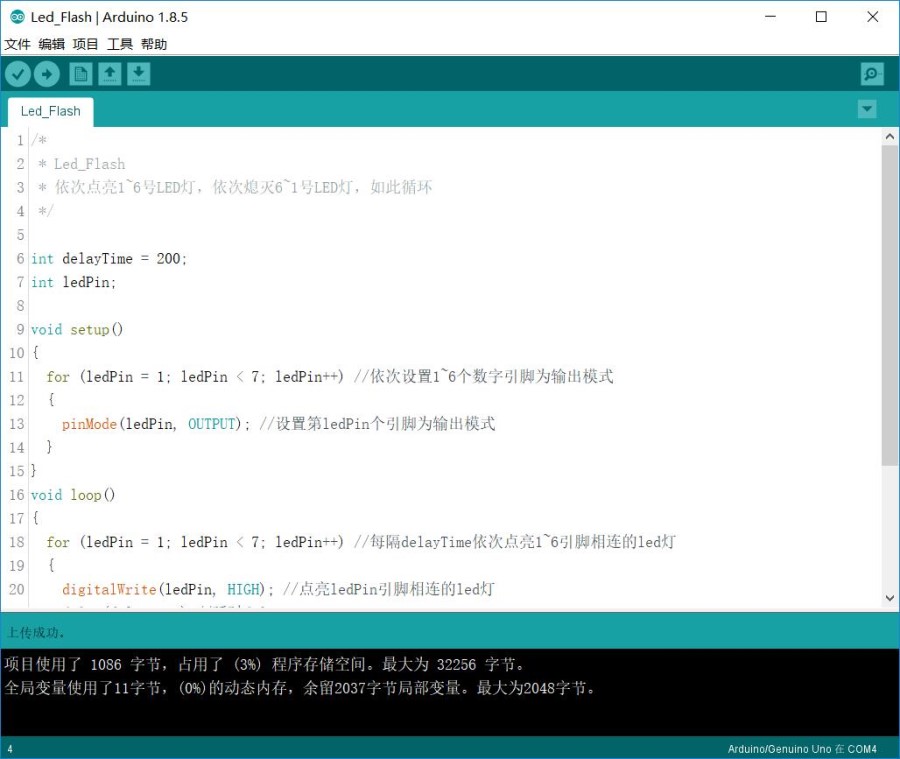 Led_Flash | Arduino 1.8.5
文件 编辑 项目 工具 帮助
Led_Flash
1 /*
2 * Led_Flash
3 * 依次点亮1~6号LED灯，依次熄灭6~1号LED灯，如此循环
4 */
5
6 int delayTime = 200;
7 int ledPin;
8
9 void setup()
10 {
11 for (ledPin = 1; ledPin < 7; ledPin++) //依次设置1~6个数字引脚为输出模式
12 {
13 pinMode(ledPin, OUTPUT); //设置第ledPin个引脚为输出模式
14 }
15 }
16 void loop()
17 {
18 for (ledPin = 1; ledPin < 7; ledPin++) //每隔delayTime依次点亮1~6引脚相连的led灯
19 {
20 digitalWrite(ledPin, HIGH); //点亮ledPin引脚相连的led灯
上传成功。
项目使用了 1086 字节，占用了 (3%) 程序存储空间。最大为 32256 字节。
全局变量使用了11字节，(0%)的动态内存，余留2037字节局部变量。最大为2048字节。
4 Arduino/Genuino Uno 在 COM4